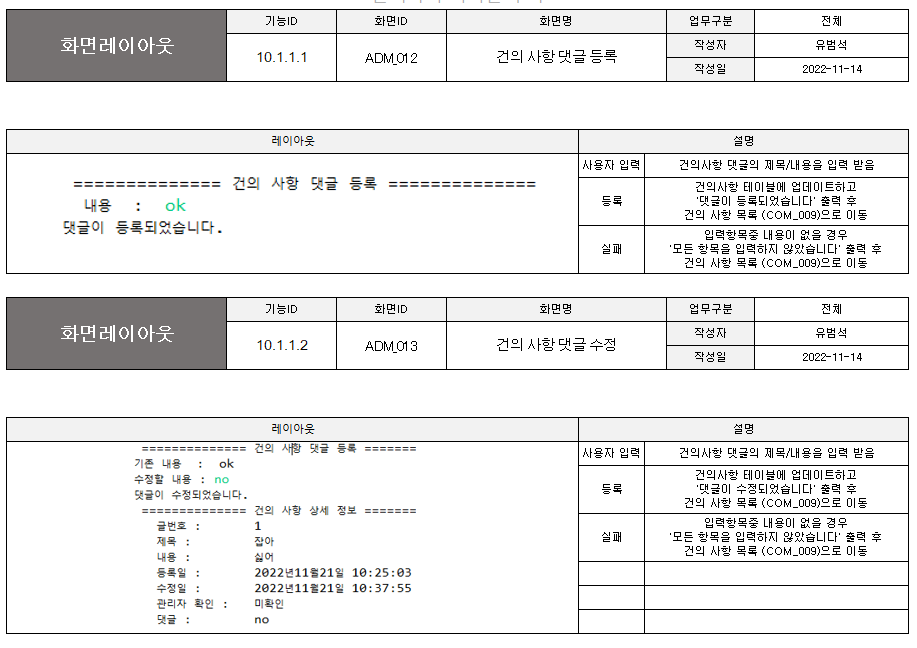 화면레이아웃
기능ID 화면ID 화면명 업무구분 전체
10.1.1.1 ADM_012 건의 사항 댓글 등록 작성자 유범석
작성일 2022-11-14
레이아웃 설명
============== 건의 사항 댓글 등록 ==============
내용 : ok
댓글이 등록되었습니다.
사용자 입력 건의사항 댓글의 제목/내용을 입력 받음
등록
건의사항 테이블에 업데이트하고
'댓글이 등록되었습니다' 출력 후
건의 사항 목록 (COM_009)으로 이동
실패
입력항목중 내용이 없을 경우
'모든 항목을 입력하지 않았습니다' 출력 후
건의 사항 목록 (COM_009)으로 이동
화면레이아웃
기능ID 화면ID 화면명 업무구분 전체
10.1.1.2 ADM_013 건의 사항 댓글 수정 작성자 유범석
작성일 2022-11-14
레이아웃 설명
============== 건의 사항 댓글 등록 =======
기존 내용 : ok
수정할 내용 : no
댓글이 수정되었습니다.
============== 건의 사항 상세 정보 =======
글번호 : 1
제목 : 잡아
내용 : 싫어
등록일 : 2022년11월21일 10:25:03
수정일 : 2022년11월21일 10:37:55
관리자 확인 : 미확인
댓글 : no
사용자 입력 건의사항 댓글의 제목/내용을 입력 받음
등록
건의사항 테이블에 업데이트하고
'댓글이 수정되었습니다' 출력 후
건의 사항 목록 (COM_009)으로 이동
실패
입력항목중 내용이 없을 경우
'모든 항목을 입력하지 않았습니다' 출력 후
건의 사항 목록 (COM_009)으로 이동